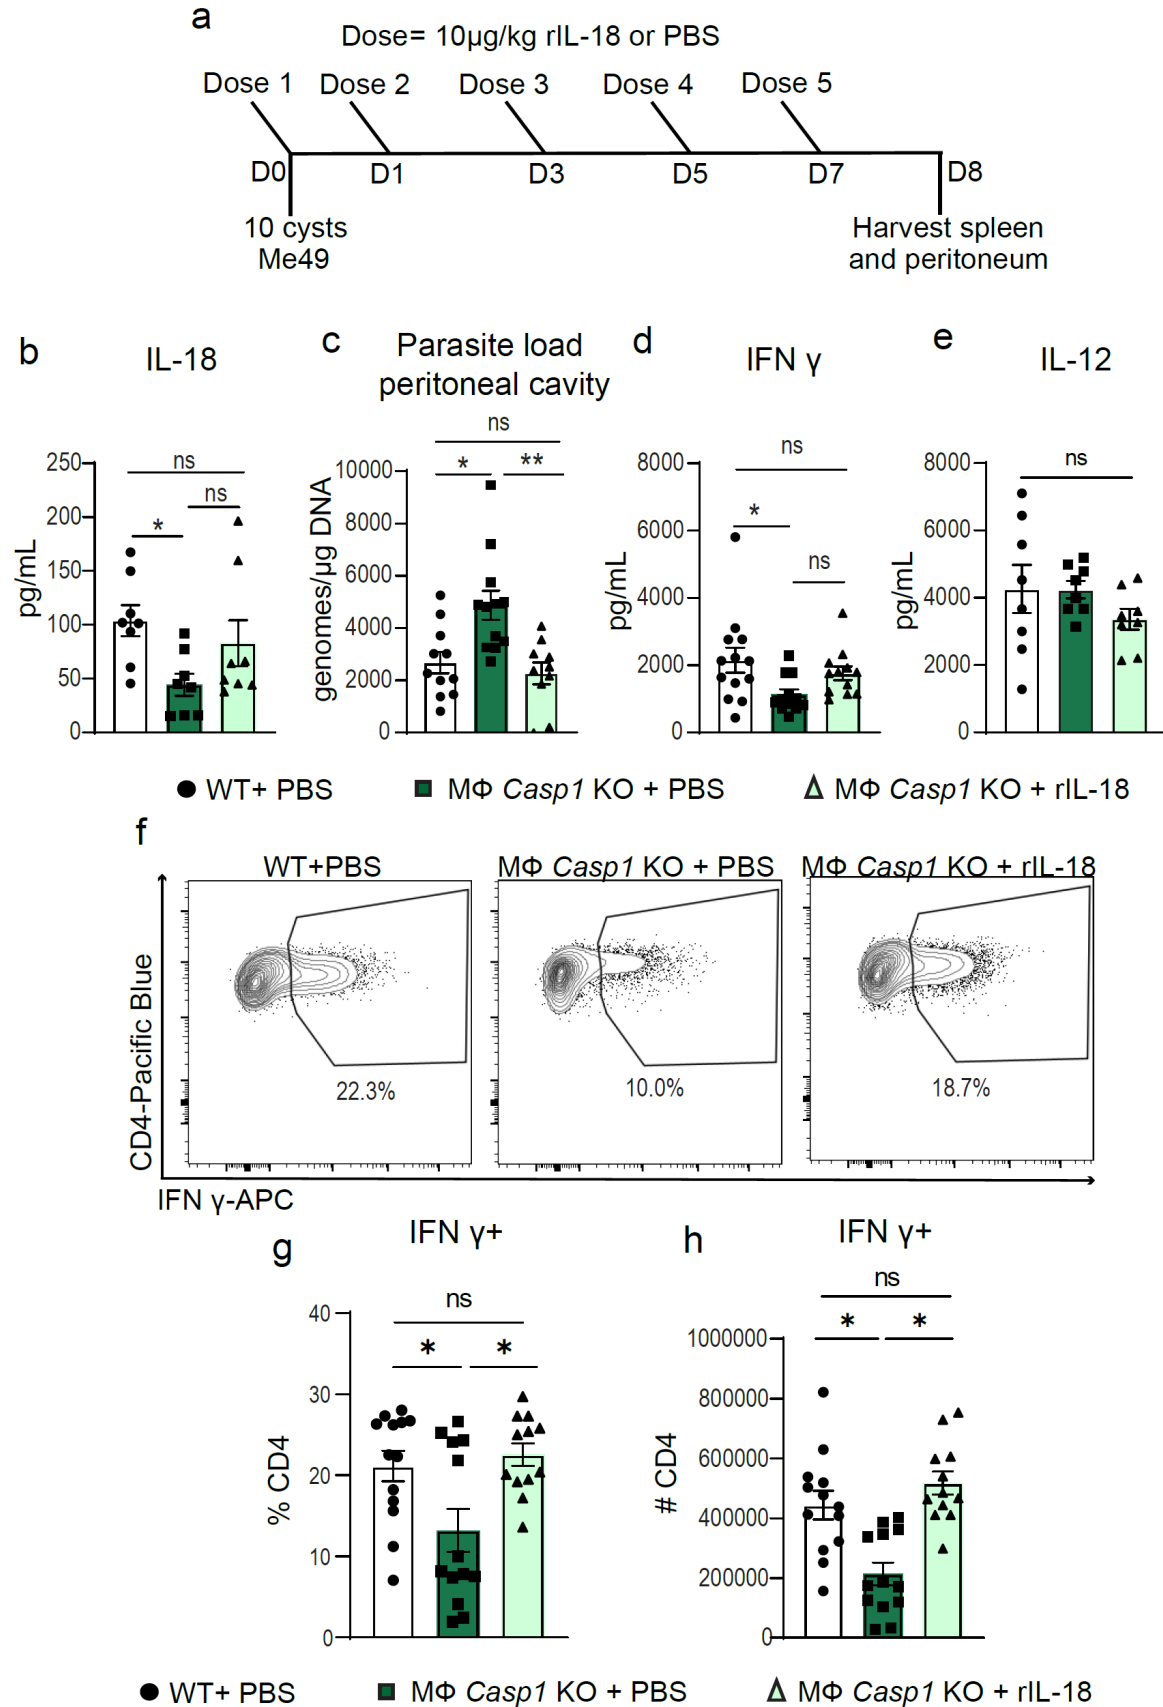 a
Dose= 10µg/kg rIL-18 or PBS
Dose 1 Dose 2 Dose 3 Dose 4 Dose 5
D0 D1 D3 D5 D7 D8
10 cysts
Me49
Harvest spleen
and peritoneum
b
IL-18
pg/mL
250
200
150
100
50
0
ns
ns
*
c
Parasite load
peritoneal cavity
genomes/µg DNA
10000
8000
6000
4000
2000
0
ns
* **
d
IFN γ
pg/mL
8000
6000
4000
2000
0
ns
*
ns
e
IL-12
pg/mL
8000
6000
4000
2000
0
ns
WT+ PBS
MΦ Casp1 KO + PBS
MΦ Casp1 KO + rIL-18
f
WT+PBS
MΦ Casp1 KO + PBS
MΦ Casp1 KO + rIL-18
CD4-Pacific Blue
22.3%
10.0%
18.7%
IFN γ-APC
g
IFN γ+
% CD4
40
30
20
10
0
ns
* *
h
IFN γ+
# CD4
1000000
800000
600000
400000
200000
0
ns
* *
WT+ PBS
MΦ Casp1 KO + PBS
MΦ Casp1 KO + rIL-18